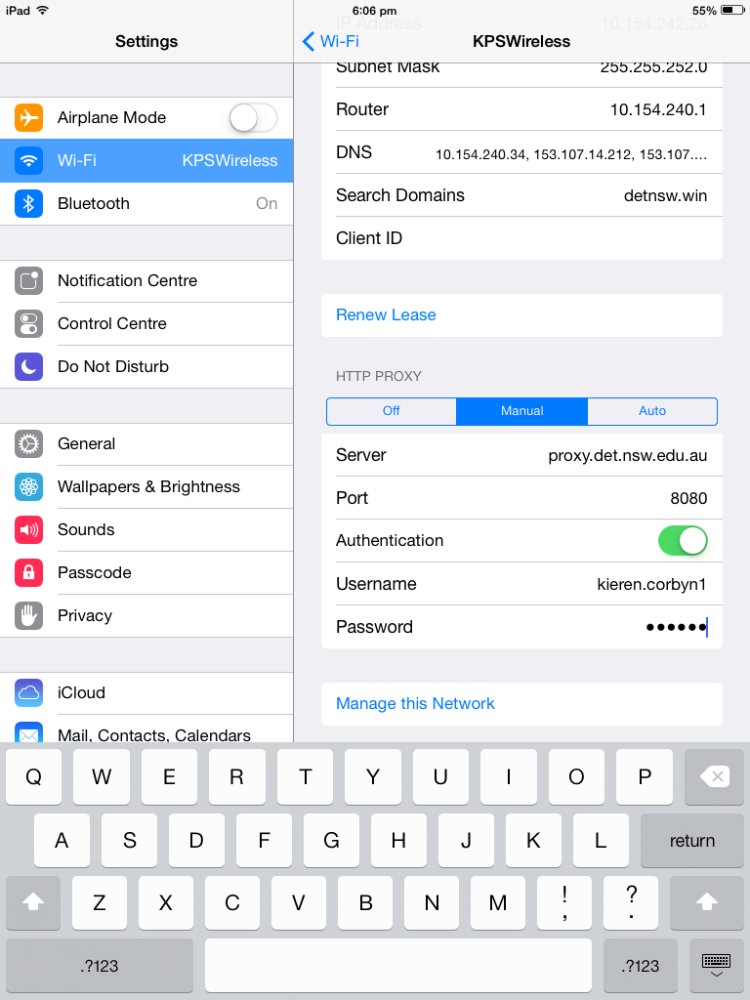 iPad 6:06 pm 55%
Settings
Wi-Fi KPSWireless
Airplane Mode
Wi-Fi KPSWireless
Bluetooth On
Notification Centre
Control Centre
Do Not Disturb
General
Wallpapers & Brightness
Sounds
Passcode
Privacy
iCloud
Mail, Contacts, Calendars
IP Address 10.154.242.26
Subnet Mask 255.255.252.0
Router 10.154.240.1
DNS 10.154.240.34, 153.107.14.212, 153.107....
Search Domains detnsw.win
Client ID
Renew Lease
HTTP PROXY
Off Manual Auto
Server proxy.det.nsw.edu.au
Port 8080
Authentication
Username kieren.corbyn1
Password ••••••
Manage this Network
Q W E R T Y U I O P
A S D F G H J K L return
Z X C V B N M ! , ? .
.?123 .?123